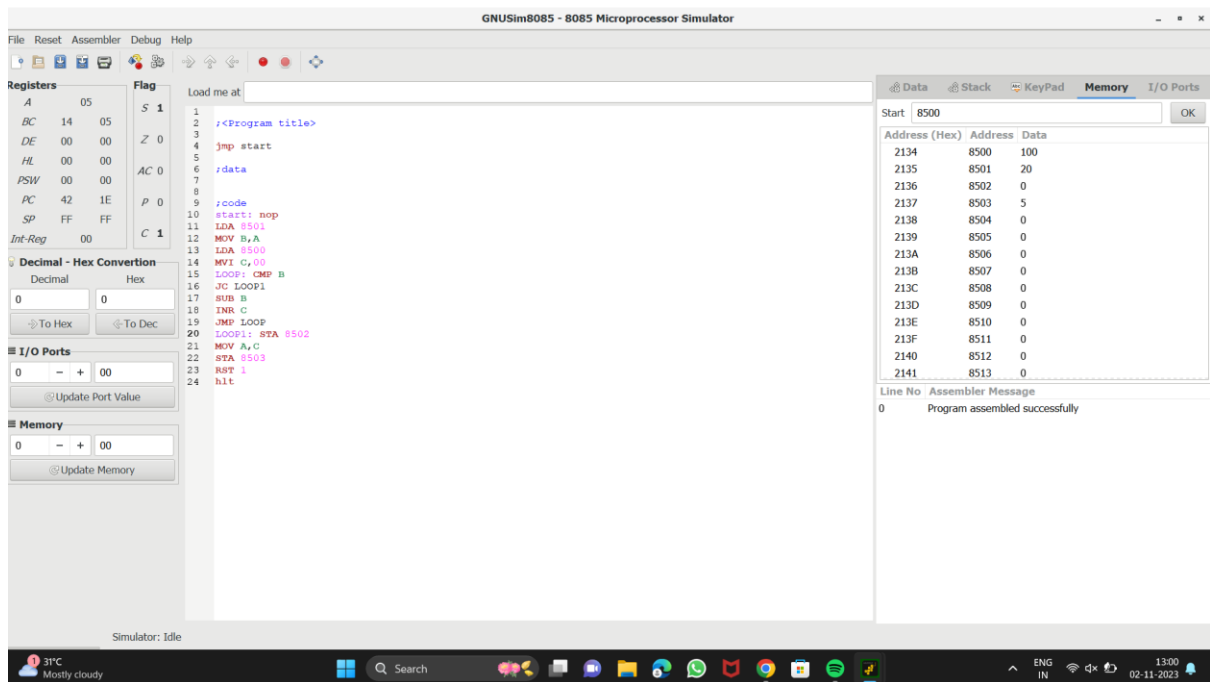 GNUSim8085 - 8085 Microprocessor Simulator
File Reset Assembler Debug Help
Registers
A 05
BC 14 05
DE 00 00
HL 00 00
PSW 00 00
PC 42 1E
SP FF FF
Int-Reg 00
Flag
S 1
Z 0
AC 0
P 0
C 1
Decimal - Hex Convertion
Decimal Hex
0 0
To Hex To Dec
I/O Ports
0 - + 00
Update Port Value
Memory
0 - + 00
Update Memory
Load me at
1
2 ;<Program title>
3
4 jmp start
5
6 ;data
7
8
9 ;code
10 start: nop
11 LDA 8501
12 MOV B,A
13 LDA 8500
14 MVI C,00
15 LOOP: CMP B
16 JC LOOP1
17 SUB B
18 INR C
19 JMP LOOP
20 LOOP1: STA 8502
21 MOV A,C
22 STA 8503
23 RST 1
24 hlt
Data Stack KeyPad Memory I/O Ports
Start 8500 OK
Address (Hex) Address Data
2134 8500 100
2135 8501 20
2136 8502 0
2137 8503 5
2138 8504 0
2139 8505 0
213A 8506 0
213B 8507 0
213C 8508 0
213D 8509 0
213E 8510 0
213F 8511 0
2140 8512 0
2141 8513 0
Line No Assembler Message
0 Program assembled successfully
Simulator: Idle
1
31°C
Mostly cloudy
Search
ENG
IN
13:00
02-11-2023